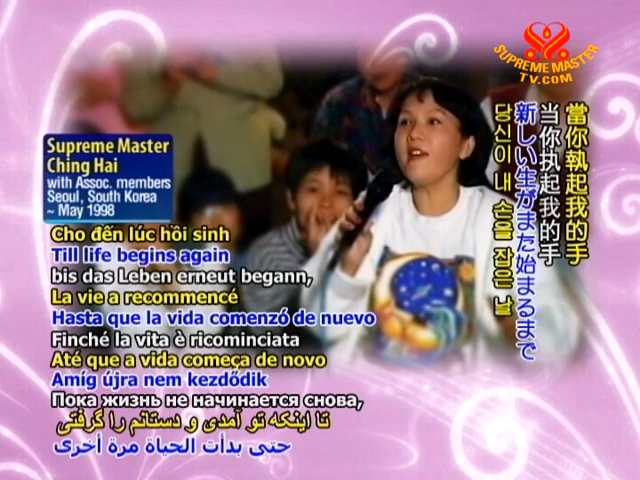 SUPREME MASTER
TV.COM
Supreme Master
Ching Hai
with Assoc. members
Seoul, South Korea
~ May 1998
Cho đến lúc hồi sinh
Till life begins again
bis das Leben erneut begann,
La vie a recommencé
Hasta que la vida comenzó de nuevo
Finché la vita è ricominciata
Até que a vida começa de novo
Amíg újra nem kezdődik
Пока жизнь не начинается снова,
تا اینکه تو آمدی و دستانم را گرفتی
حتى بدأت الحياة مرة أخرى
當你執起我的手
当你执起我的手
新しい生がまた始まるまで
당신이 내 손을 잡은 날